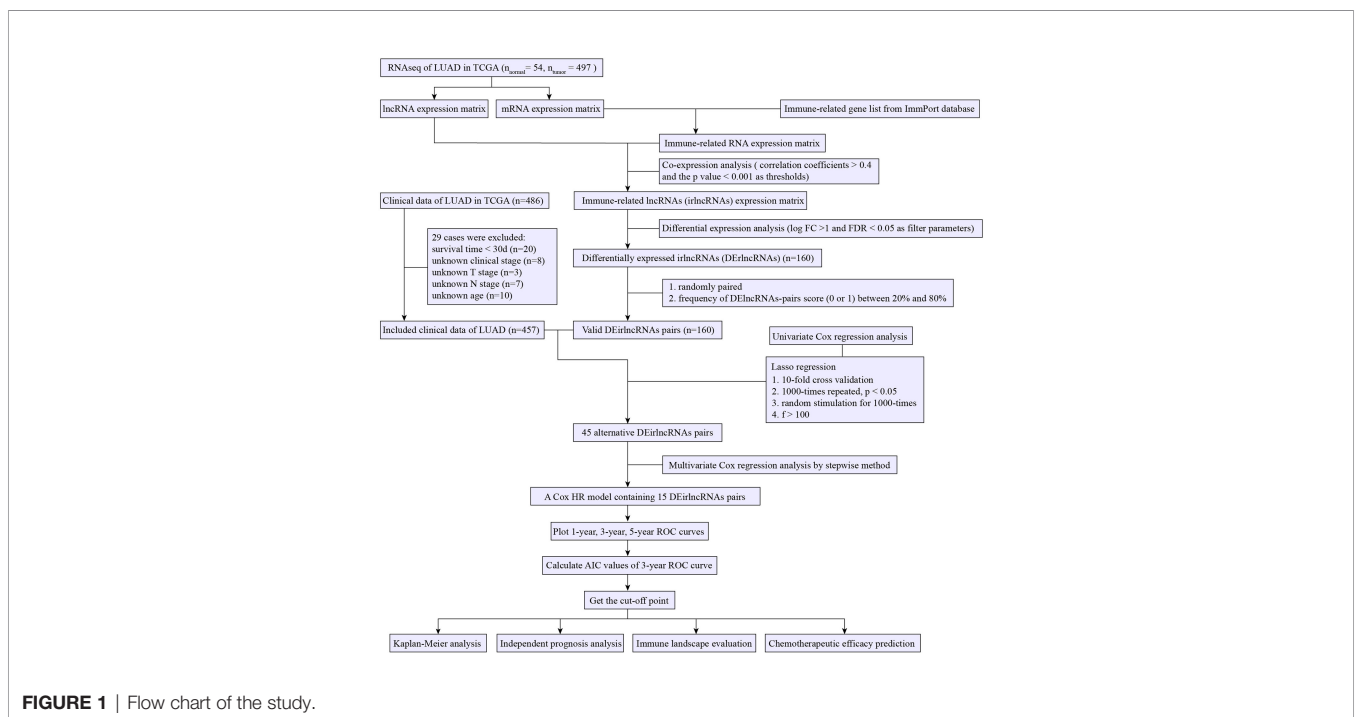 RNAseq of LUAD in TCGA (nnormal= 54, ntumor = 497 )
lncRNA expression matrix
mRNA expression matrix
Immune-related gene list from ImmPort database
Immune-related RNA expression matrix
Co-expression analysis ( correlation coefficients > 0.4
and the p value < 0.001 as thresholds)
Clinical data of LUAD in TCGA (n=486)
Immune-related lncRNAs (irlncRNAs) expression matrix
29 cases were excluded:
survival time < 30d (n=20)
unknown clinical stage (n=8)
unknown T stage (n=3)
unknown N stage (n=7)
unknown age (n=10)
Differential expression analysis (log FC >1 and FDR < 0.05 as filter parameters)
Differentially expressed irlncRNAs (DErlncRNAs) (n=160)
1. randomly paired
2. frequency of DElncRNAs-pairs score (0 or 1) between 20% and 80%
Included clinical data of LUAD (n=457)
Valid DEirlncRNAs pairs (n=160)
Univariate Cox regression analysis
Lasso regression
1. 10-fold cross validation
2. 1000-times repeated, p < 0.05
3. random stimulation for 1000-times
4. f > 100
45 alternative DEirlncRNAs pairs
Multivariate Cox regression analysis by stepwise method
A Cox HR model containing 15 DEirlncRNAs pairs
Plot 1-year, 3-year, 5-year ROC curves
Calculate AIC values of 3-year ROC curve
Get the cut-off point
Kaplan-Meier analysis
Independent prognosis analysis
Immune landscape evaluation
Chemotherapeutic efficacy prediction
FIGURE 1 | Flow chart of the study.